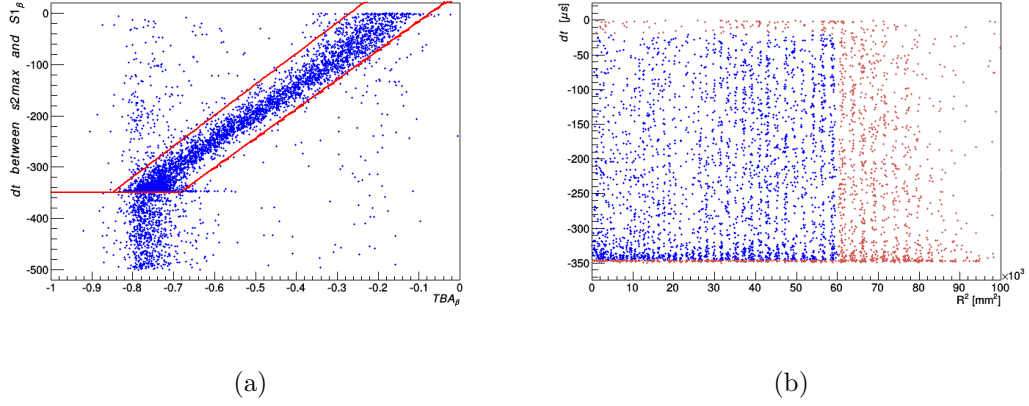 dt between s2max and S1β
0
-100
-200
-300
-400
-500
-1 -0.9 -0.8 -0.7 -0.6 -0.5 -0.4 -0.3 -0.2 -0.1 0
TBAβ
(a)
dt [μs]
0
-50
-100
-150
-200
-250
-300
-350
0 10 20 30 40 50 60 70 80 90 100
×10³
R² [mm²]
(b)